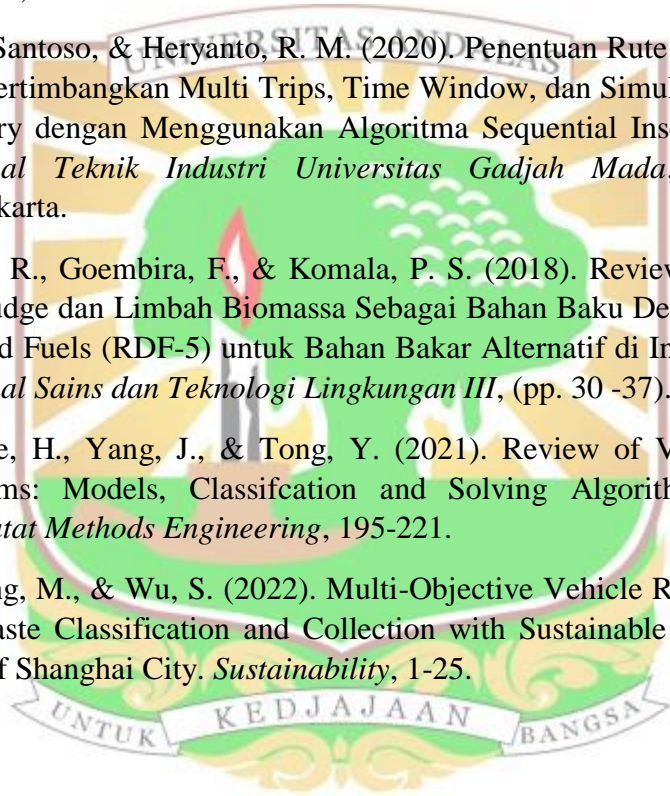 UNIVERSITAS ANDALAS
Santoso, & Heryanto, R. M. (2020). Penentuan Rute
ertimbangkan Multi Trips, Time Window, dan Simul
ry dengan Menggunakan Algoritma Sequential Ins
al Teknik Industri Universitas Gadjah Mada
karta.
R., Goembira, F., & Komala, P. S. (2018). Review
udge dan Limbah Biomassa Sebagai Bahan Baku De
d Fuels (RDF-5) untuk Bahan Bakar Alternatif di In
al Sains dan Teknologi Lingkungan III, (pp. 30 -37).
e, H., Yang, J., & Tong, Y. (2021). Review of V
ms: Models, Classifcation and Solving Algorith
tat Methods Engineering, 195-221.
ng, M., & Wu, S. (2022). Multi-Objective Vehicle R
aste Classification and Collection with Sustainable
f Shanghai City. Sustainability, 1-25.
UNTUK KEDJAJAAN BANGSA